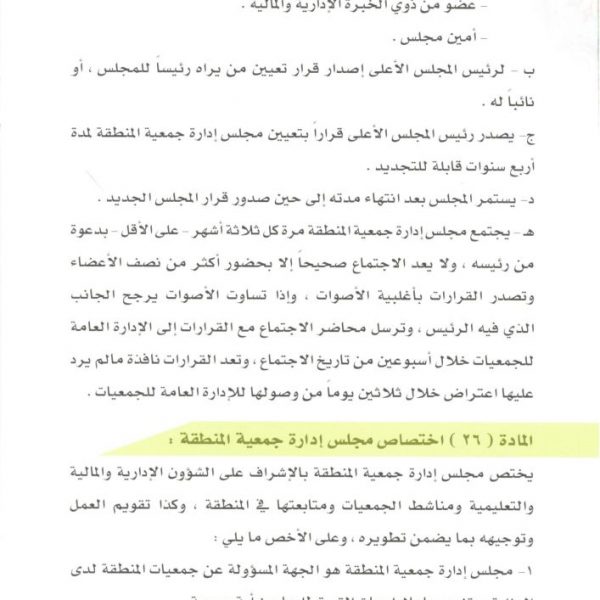 - عضو من ذوي الخبرة الإدارية والمالية .
- أمين مجلس .
ب - لرئيس المجلس الأعلى إصدار قرار تعيين من يراه رئيساً للمجلس ، أو
نائباً له .
ج- يصدر رئيس المجلس الأعلى قراراً بتعيين مجلس إدارة جمعية المنطقة لمدة
أربع سنوات قابلة للتجديد .
د- يستمر المجلس بعد انتهاء مدته إلى حين صدور قرار المجلس الجديد .
هـ - يجتمع مجلس إدارة جمعية المنطقة مرة كل ثلاثة أشهر - على الأقل - بدعوة
من رئيسه ، ولا يعد الاجتماع صحيحاً إلا بحضور أكثر من نصف الأعضاء
وتصدر القرارات بأغلبية الأصوات ، وإذا تساوت الأصوات يرجح الجانب
الذي فيه الرئيس ، وترسل محاضر الاجتماع مع القرارات إلى الإدارة العامة
للجمعيات خلال أسبوعين من تاريخ الاجتماع ، وتعد القرارات نافذة مالم يرد
عليها اعتراض خلال ثلاثين يوماً من وصولها للإدارة العامة للجمعيات .
المادة ( ٢٦ ) اختصاص مجلس إدارة جمعية المنطقة :
يختص مجلس إدارة جمعية المنطقة بالإشراف على الشؤون الإدارية والمالية
والتعليمية ومناشط الجمعيات ومتابعتها في المنطقة ، وكذا تقويم العمل
وتوجيهه بما يضمن تطويره ، وعلى الأخص ما يلي :
١- مجلس إدارة جمعية المنطقة هو الجهة المسؤولة عن جمعيات المنطقة لدى